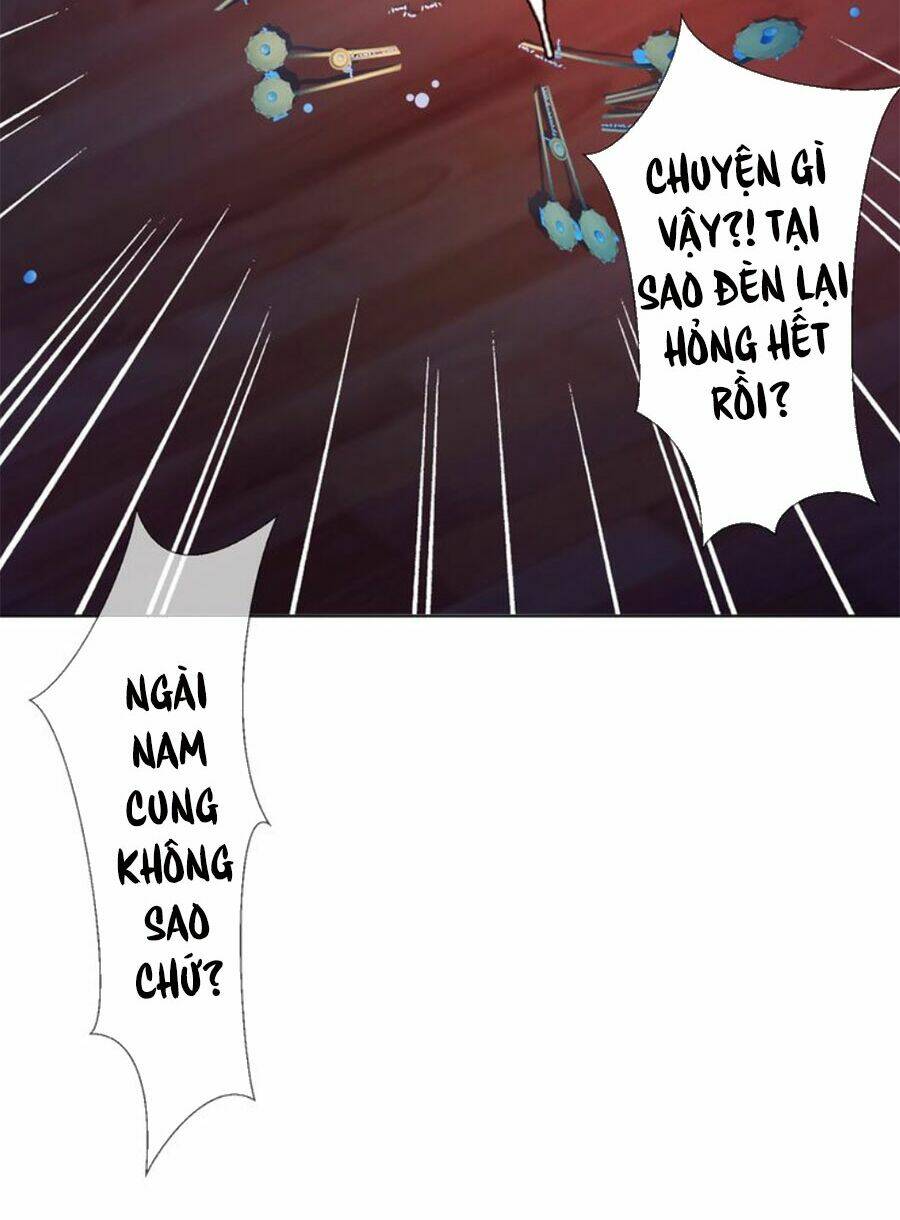 CHUYỆN GÌ
VẬY?! TẠI
SAO ĐÈN LẠI
HỎNG HẾT
RỒI?
NGÀI
NAM
CUNG
KHÔNG
SAO
CHỨ?